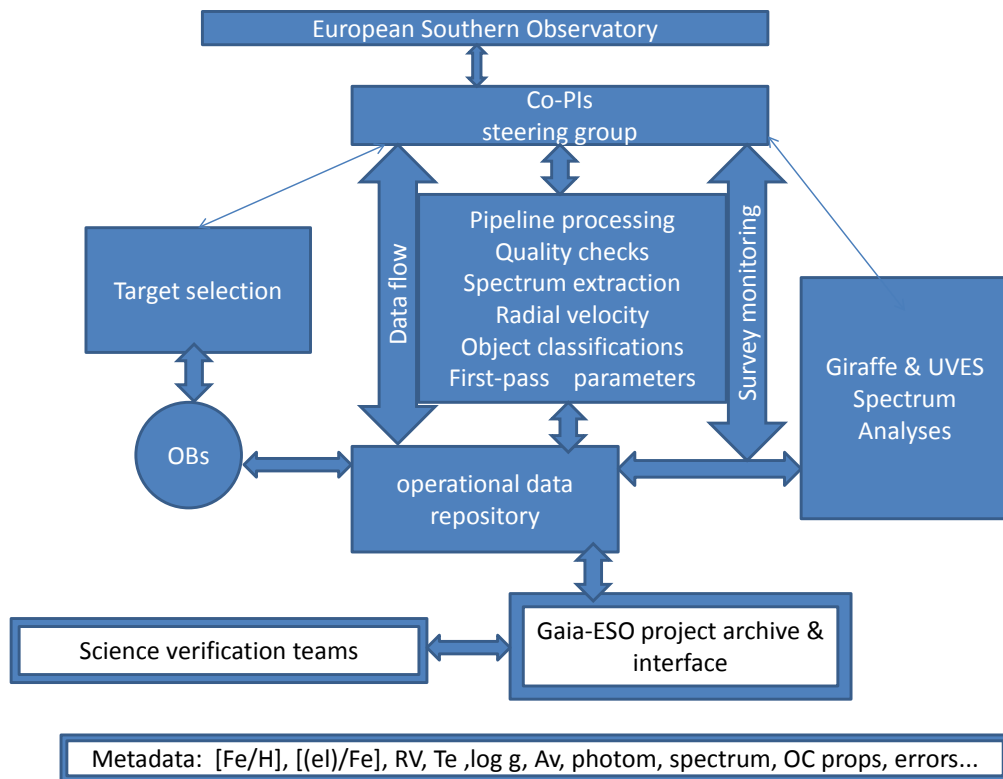 European Southern Observatory
Co-PIs
steering group
Pipeline processing
Quality checks
Spectrum extraction
Radial velocity
Object classifications
First-pass parameters
Data flow
Survey monitoring
Target selection
OBs
Giraffe & UVES
Spectrum
Analyses
operational data
repository
Science verification teams
Gaia-ESO project archive &
interface
Metadata: [Fe/H], [(el)/Fe], RV, Te ,log g, Av, photom, spectrum, OC props, errors...